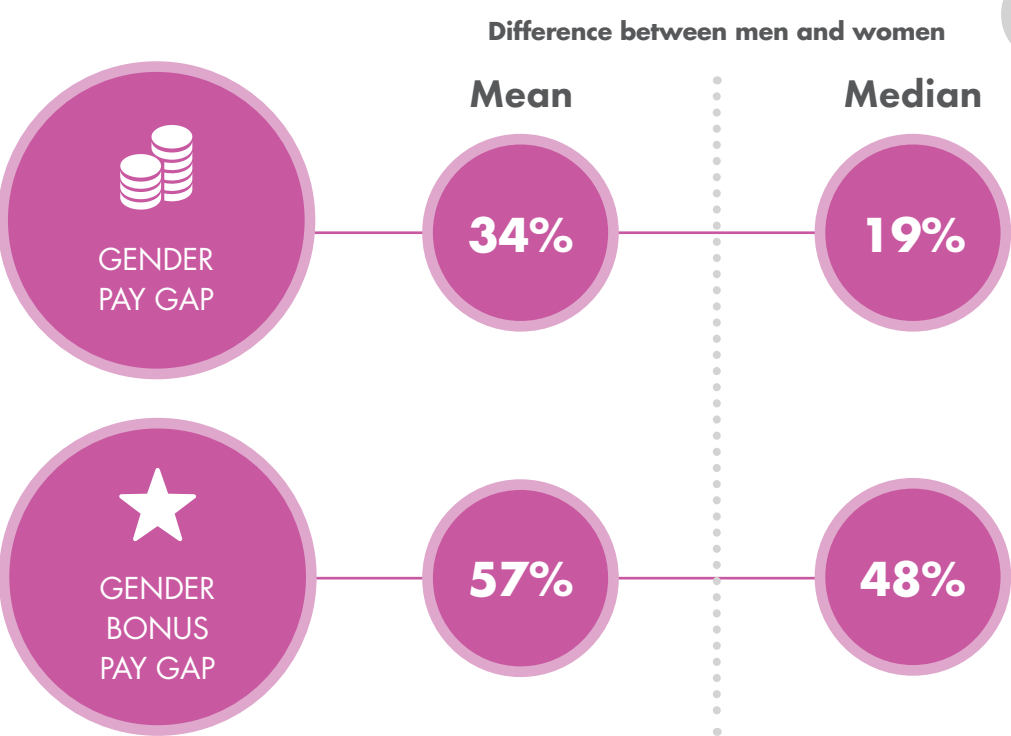 Difference between men and women
Mean
Median
GENDER
PAY GAP
34%
19%
GENDER
BONUS
PAY GAP
57%
48%